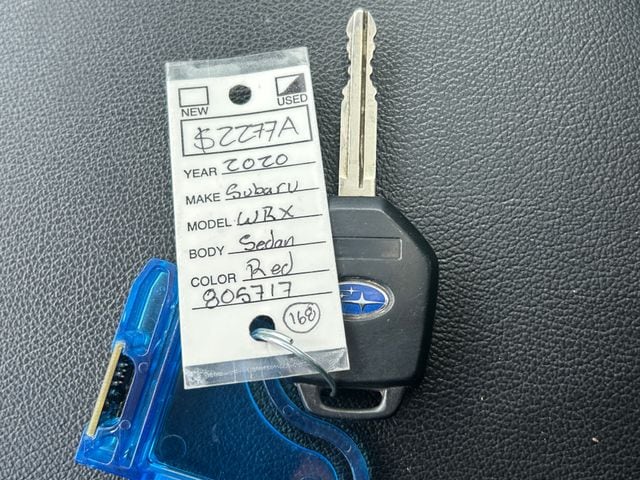 NEW USED
S2277A
YEAR 2020
MAKE Subaru
MODEL WRX
BODY Sedan
COLOR Red
805717
168